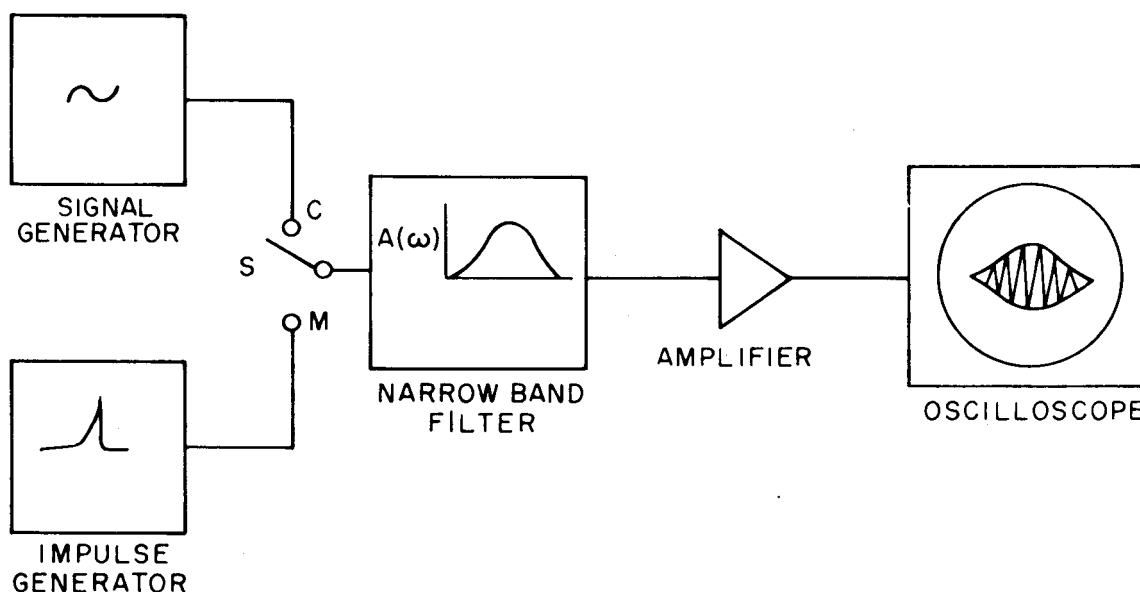 SIGNAL
GENERATOR
C
S
M
A(ω)
NARROW BAND
FILTER
AMPLIFIER
OSCILLOSCOPE
IMPULSE
GENERATOR